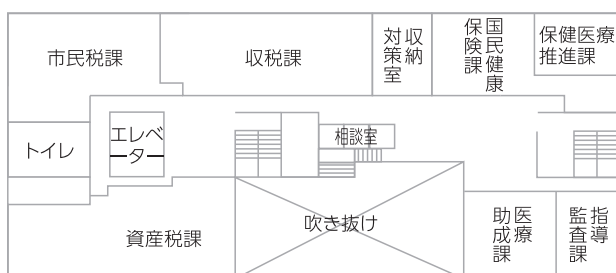 市民税課
収税課
収納
対策室
国民健康
保険課
保健医療
推進課
トイレ
エレベ
ーター
相談室
資産税課
吹き抜け
医療
助成課
指導
監査課